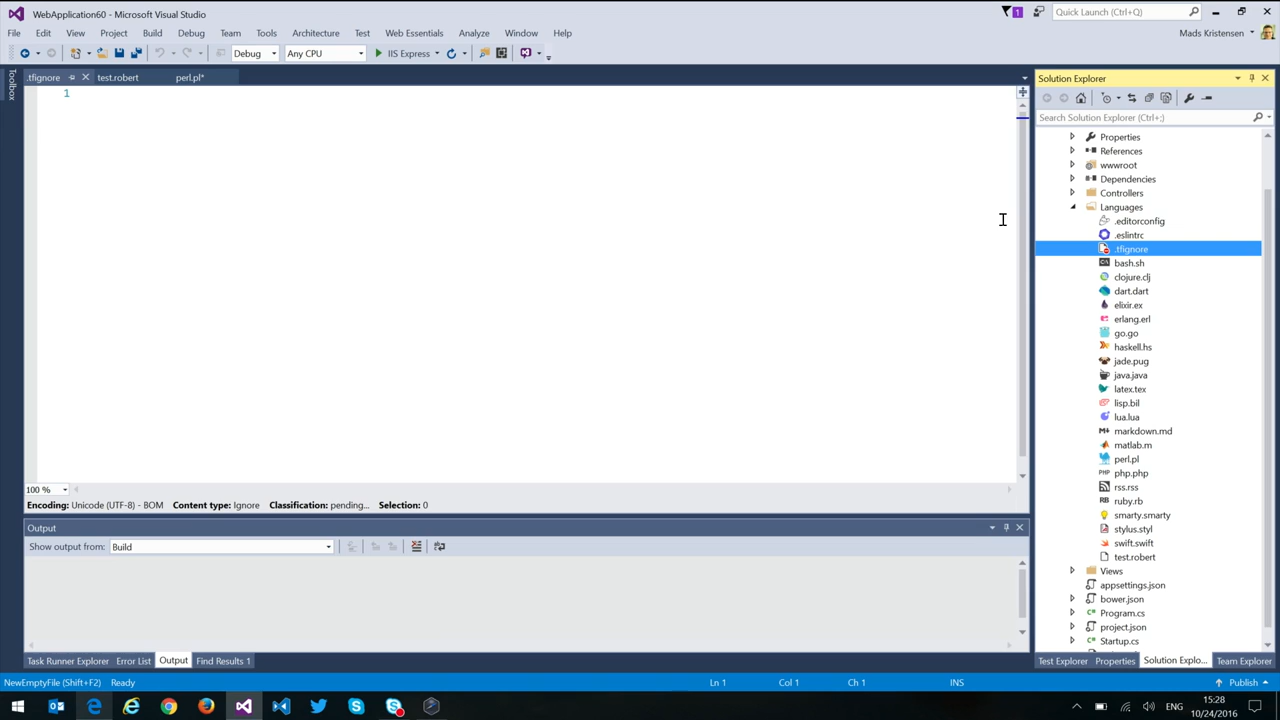 WebApplication60 - Microsoft Visual Studio
1
Quick Launch (Ctrl+Q)
File Edit View Project Build Debug Team Tools Architecture Test Web Essentials Analyze Window Help
Mads Kristensen
Debug Any CPU IIS Express
Toolbox
.tfignore test.robert perl.pl*
1
100 %
Encoding: Unicode (UTF-8) - BOM Content type: Ignore Classification: pending... Selection: 0
Output
Show output from: Build
Task Runner Explorer Error List Output Find Results 1
Solution Explorer
Search Solution Explorer (Ctrl+;)
Properties
References
wwwroot
Dependencies
Controllers
Languages
.editorconfig
.eslintrc
.tfignore
bash.sh
clojure.clj
dart.dart
elixir.ex
erlang.erl
go.go
haskell.hs
jade.pug
java.java
latex.tex
lisp.bil
lua.lua
markdown.md
matlab.m
perl.pl
PHP php.php
rss.rss
RB ruby.rb
smarty.smarty
stylus.styl
swift.swift
test.robert
Views
appsettings.json
bower.json
C# Program.cs
project.json
C# Startup.cs
Test Explorer Properties Solution Explo... Team Explorer
NewEmptyFile (Shift+F2) Ready Ln 1 Col 1 Ch 1 INS Publish
ENG
15:28
10/24/2016